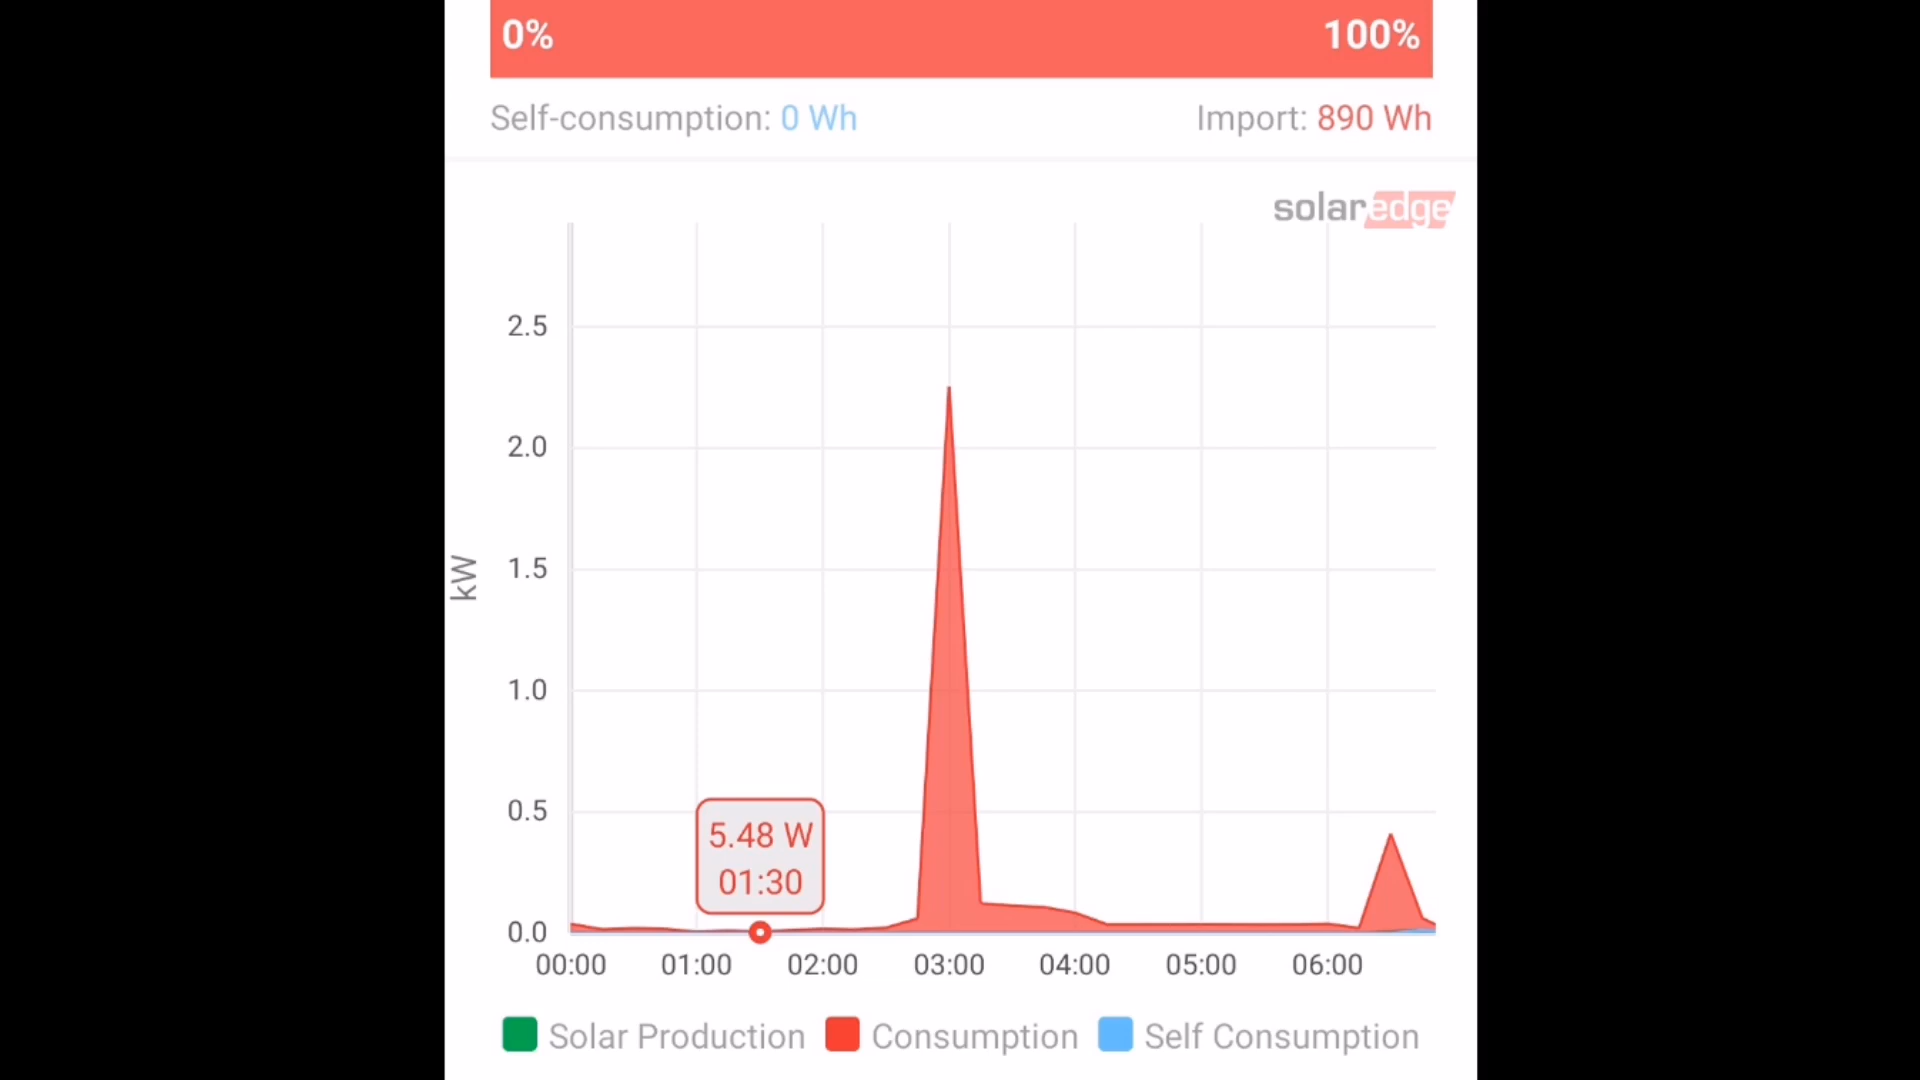 0% 100%
Self-consumption: 0 Wh Import: 890 Wh
solaredge
2.5
2.0
1.5
kW
1.0
0.5
5.48 W
01:30
0.0
00:00 01:00 02:00 03:00 04:00 05:00 06:00
Solar Production Consumption Self Consumption